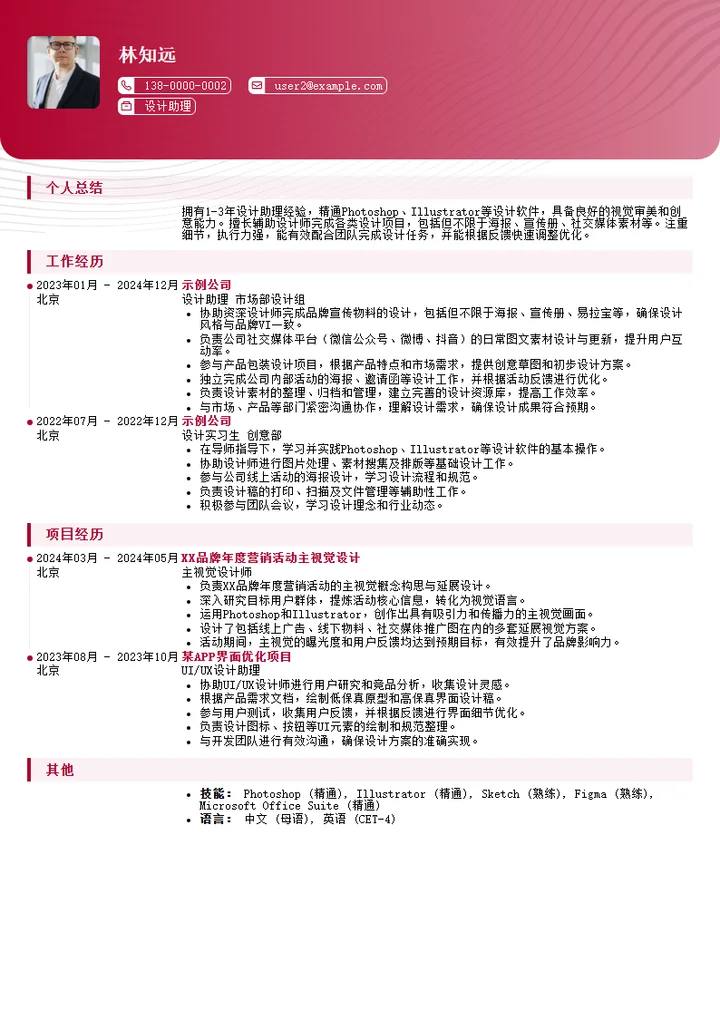 林知远
138-0000-0002
user2@example.com
设计助理
个人总结
拥有1-3年设计助理经验，精通Photoshop、Illustrator等设计软件，具备良好的视觉审美和创
意能力。擅长辅助设计师完成各类设计项目，包括但不限于海报、宣传册、社交媒体素材等。注重
细节，执行力强，能有效配合团队完成设计任务，并能根据反馈快速调整优化。
工作经历
2023年01月 - 2024年12月 示例公司
北京 设计助理 市场部设计组
• 协助资深设计师完成品牌宣传物料的设计，包括但不限于海报、宣传册、易拉宝等，确保设计
风格与品牌VI一致。
• 负责公司社交媒体平台（微信公众号、微博、抖音）的日常图文素材设计与更新，提升用户互
动率。
• 参与产品包装设计项目，根据产品特点和市场需求，提供创意草图和初步设计方案。
• 独立完成公司内部活动的海报、邀请函等设计工作，并根据活动反馈进行优化。
• 负责设计素材的整理、归档和管理，建立完善的设计资源库，提高工作效率。
• 与市场、产品等部门紧密沟通协作，理解设计需求，确保设计成果符合预期。
2022年07月 - 2022年12月 示例公司
北京 设计实习生 创意部
• 在导师指导下，学习并实践Photoshop、Illustrator等设计软件的基本操作。
• 协助设计师进行图片处理、素材搜集及排版等基础设计工作。
• 参与公司线上活动的海报设计，学习设计流程和规范。
• 负责设计稿的打印、扫描及文件管理等辅助性工作。
• 积极参与团队会议，学习设计理念和行业动态。
项目经历
2024年03月 - 2024年05月 XX品牌年度营销活动主视觉设计
北京 主视觉设计师
• 负责XX品牌年度营销活动的主视觉概念构思与延展设计。
• 深入研究目标用户群体，提炼活动核心信息，转化为视觉语言。
• 运用Photoshop和Illustrator，创作出具有吸引力和传播力的主视觉画面。
• 设计了包括线上广告、线下物料、社交媒体推广图在内的多套延展视觉方案。
• 活动期间，主视觉的曝光度和用户反馈均达到预期目标，有效提升了品牌影响力。
2023年08月 - 2023年10月 某APP界面优化项目
北京 UI/UX设计助理
• 协助UI/UX设计师进行用户研究和竞品分析，收集设计灵感。
• 根据产品需求文档，绘制低保真原型和高保真界面设计稿。
• 参与用户测试，收集用户反馈，并根据反馈进行界面细节优化。
• 负责设计图标、按钮等UI元素的绘制和规范整理。
• 与开发团队进行有效沟通，确保设计方案的准确实现。
其他
• 技能： Photoshop (精通), Illustrator (精通), Sketch (熟练), Figma (熟练),
Microsoft Office Suite (精通)
• 语言： 中文 (母语), 英语 (CET-4)